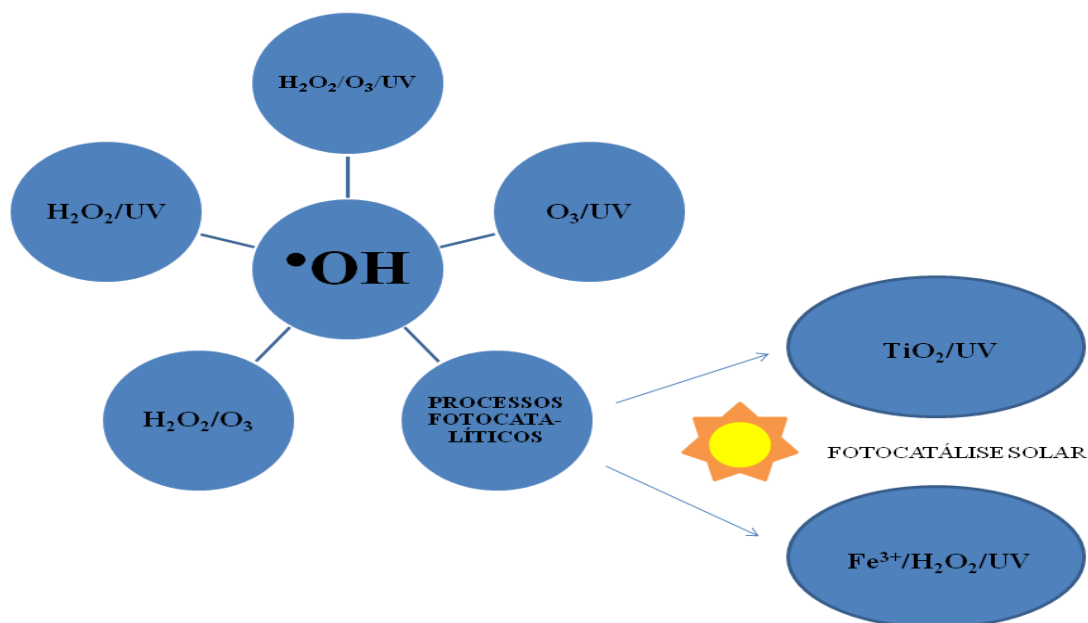 H₂O₂/O₃/UV
H₂O₂/UV
O₃/UV
•OH
TiO₂/UV
H₂O₂/O₃
PROCESSOS
FOTOCATA-
LÍTICOS
FOTOCATÁLISE SOLAR
Fe³⁺/H₂O₂/UV